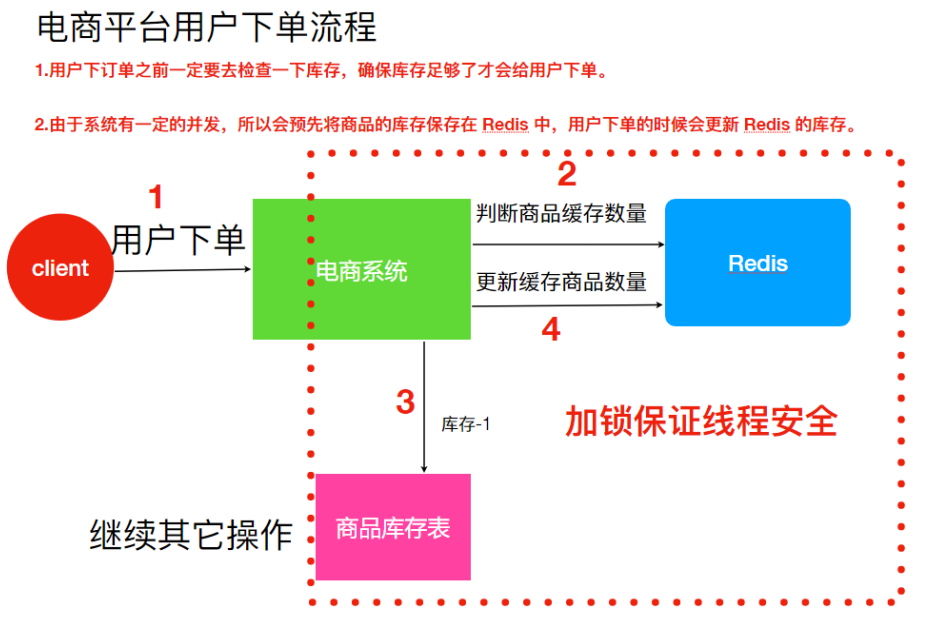 电商平台用户下单流程
1.用户下订单之前一定要去检查一下库存，确保库存足够了才会给用户下单。
2.由于系统有一定的并发，所以会预先将商品的库存保存在 Redis 中，用户下单的时候会更新 Redis 的库存。
1
用户下单
client
电商系统
2
判断商品缓存数量
更新缓存商品数量
4
Redis
3
库存-1
加锁保证线程安全
继续其它操作
商品库存表